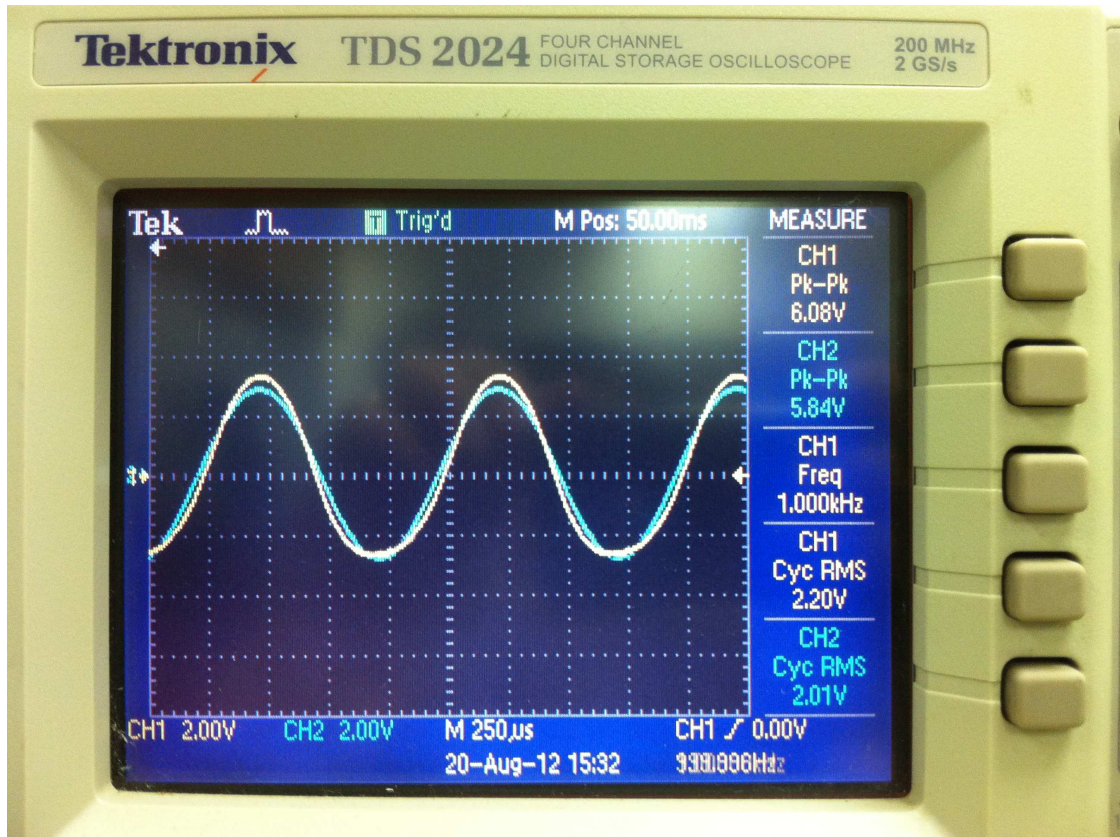 Tektronix TDS 2024 FOUR CHANNEL
DIGITAL STORAGE OSCILLOSCOPE
200 MHz
2 GS/s
Tek Trig'd M Pos: 50.00ms MEASURE
CH1
Pk-Pk
6.08V
CH2
Pk-Pk
5.84V
CH1
Freq
1.000kHz
CH1
Cyc RMS
2.20V
CH2
Cyc RMS
2.01V
CH1 2.00V CH2 2.00V M 250µs CH1 0.00V
20-Aug-12 15:32